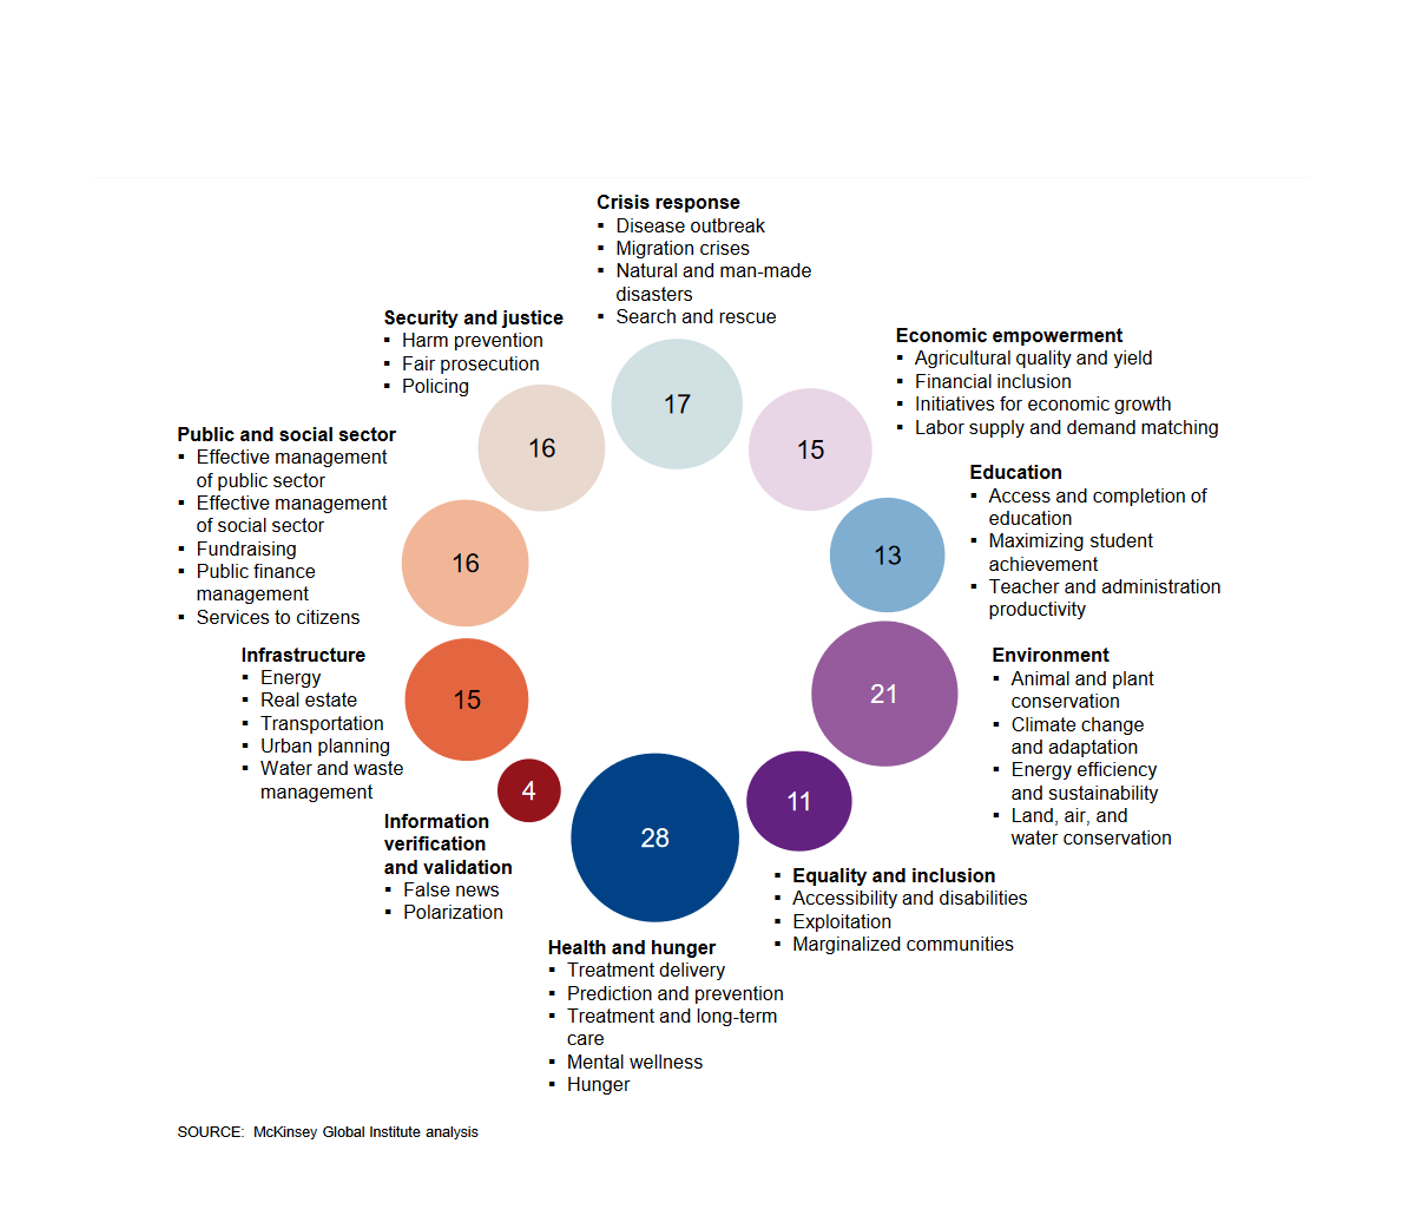 Crisis response
▪ Disease outbreak
▪ Migration crises
▪ Natural and man-made
disasters
▪ Search and rescue
17
Economic empowerment
▪ Agricultural quality and yield
▪ Financial inclusion
▪ Initiatives for economic growth
▪ Labor supply and demand matching
15
Education
▪ Access and completion of
education
▪ Maximizing student
achievement
▪ Teacher and administration
productivity
13
Environment
▪ Animal and plant
conservation
▪ Climate change
and adaptation
▪ Energy efficiency
and sustainability
▪ Land, air, and
water conservation
21
▪ Equality and inclusion
▪ Accessibility and disabilities
▪ Exploitation
▪ Marginalized communities
11
Health and hunger
▪ Treatment delivery
▪ Prediction and prevention
▪ Treatment and long-term
care
▪ Mental wellness
▪ Hunger
28
Information
verification
and validation
▪ False news
▪ Polarization
4
Infrastructure
▪ Energy
▪ Real estate
▪ Transportation
▪ Urban planning
▪ Water and waste
management
15
Public and social sector
▪ Effective management
of public sector
▪ Effective management
of social sector
▪ Fundraising
▪ Public finance
management
▪ Services to citizens
16
Security and justice
▪ Harm prevention
▪ Fair prosecution
▪ Policing
16
SOURCE: McKinsey Global Institute analysis